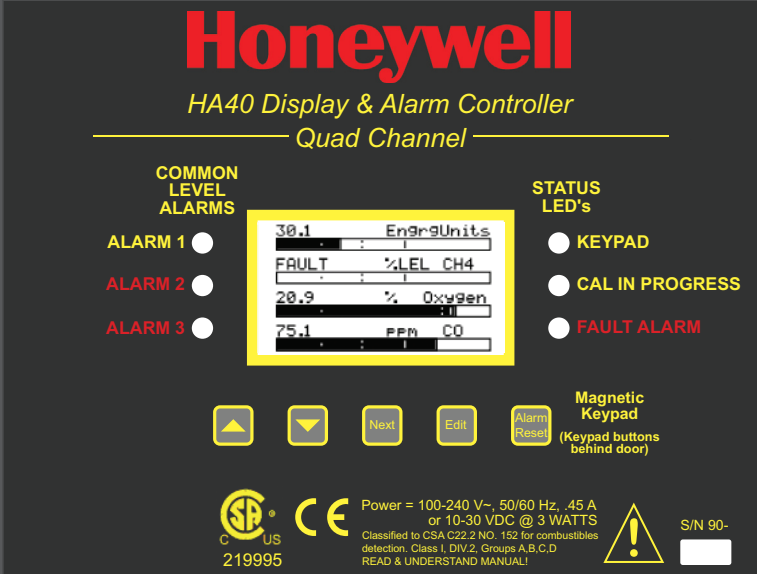 Honeywell
HA40 Display & Alarm Controller
Quad Channel
COMMON
LEVEL
ALARMS
ALARM 1
ALARM 2
ALARM 3
30.1 EngrgUnits
FAULT %LEL CH4
20.9 % Oxygen
75.1 ppm CO
STATUS
LED's
KEYPAD
CAL IN PROGRESS
FAULT ALARM
Next
Edit
Alarm
Reset
Magnetic
Keypad
(Keypad buttons
behind door)
CSA
C US
219995
CE
Power = 100-240 V~, 50/60 Hz, .45 A
or 10-30 VDC @ 3 WATTS
Classified to CSA C22.2 NO. 152 for combustibles
detection. Class I, DIV.2, Groups A,B,C,D
READ & UNDERSTAND MANUAL!
!
S/N 90-